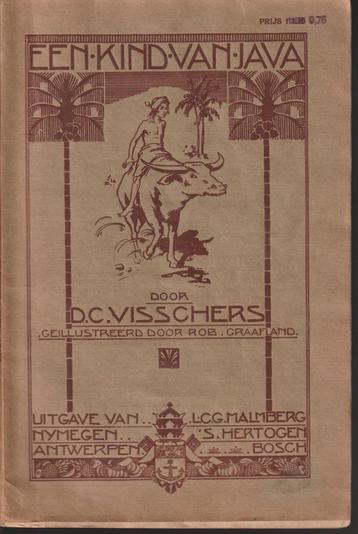 PRIJS 0,75
EEN·KIND·VAN·JAVA
DOOR
D.C. VISSCHERS
.GEILLUSTREERD DOOR ROB. GRAAFLAND.
UITGAVE VAN.. L.C.G. MALMBERG
NYMEGEN.. 'S. HERTOGEN
ANTWERPEN BOSCH